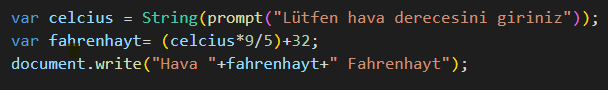 var celcius = String(prompt("Lütfen hava derecesini giriniz"));
var fahrenhayt= (celcius*9/5)+32;
document.write("Hava "+fahrenhayt+" Fahrenhayt");